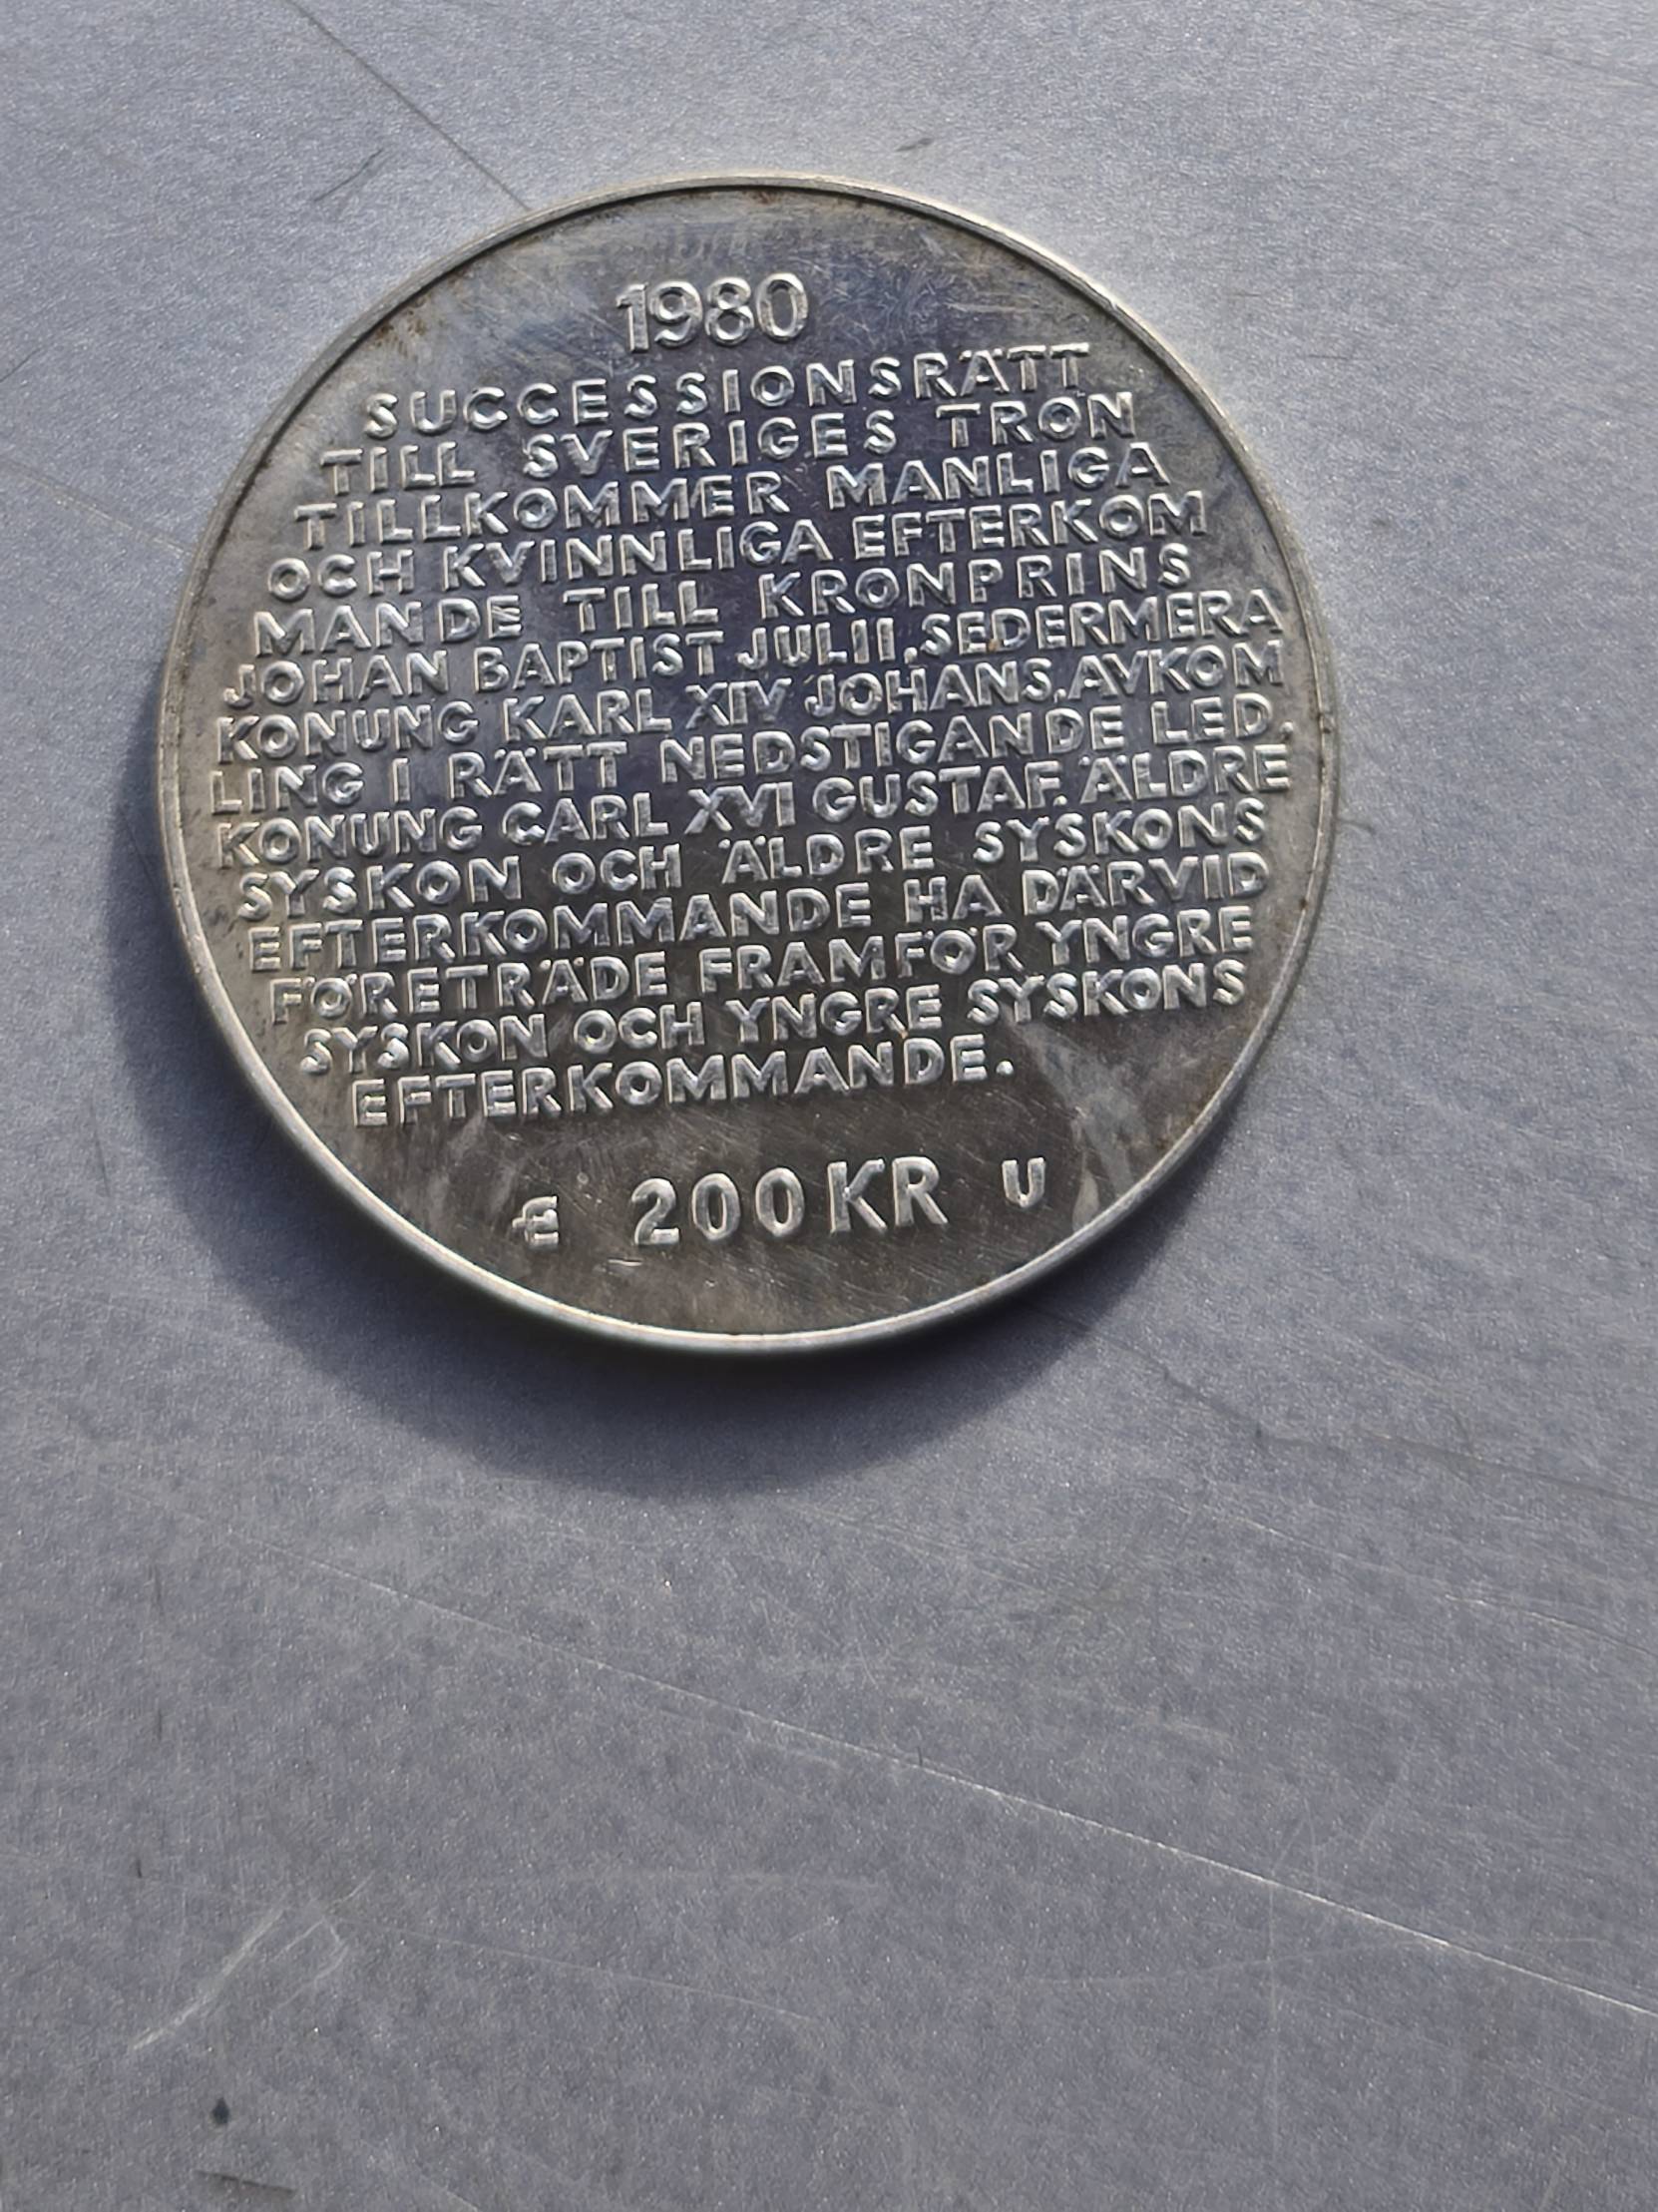 1980
SUCCESSIONSRÄTT
TILL SVERIGES TRON
TILLKOMMER MANLIGA
OCH KVINNLIGA EFTERKOM
MANDE TILL KRONPRINS
JOHAN BAPTIST JULII, SEDERMERA
KONUNG KARL XIV JOHANS, AVKOM
LING I RÄTT NEDSTIGANDE LED,
KONUNG CARL XVI GUSTAF. ÄLDRE
SYSKON OCH ÄLDRE SYSKONS
EFTERKOMMANDE HA DÄRVID
FÖRETRÄDE FRAMFÖR YNGRE
SYSKON OCH YNGRE SYSKONS
EFTERKOMMANDE.
200 KR U